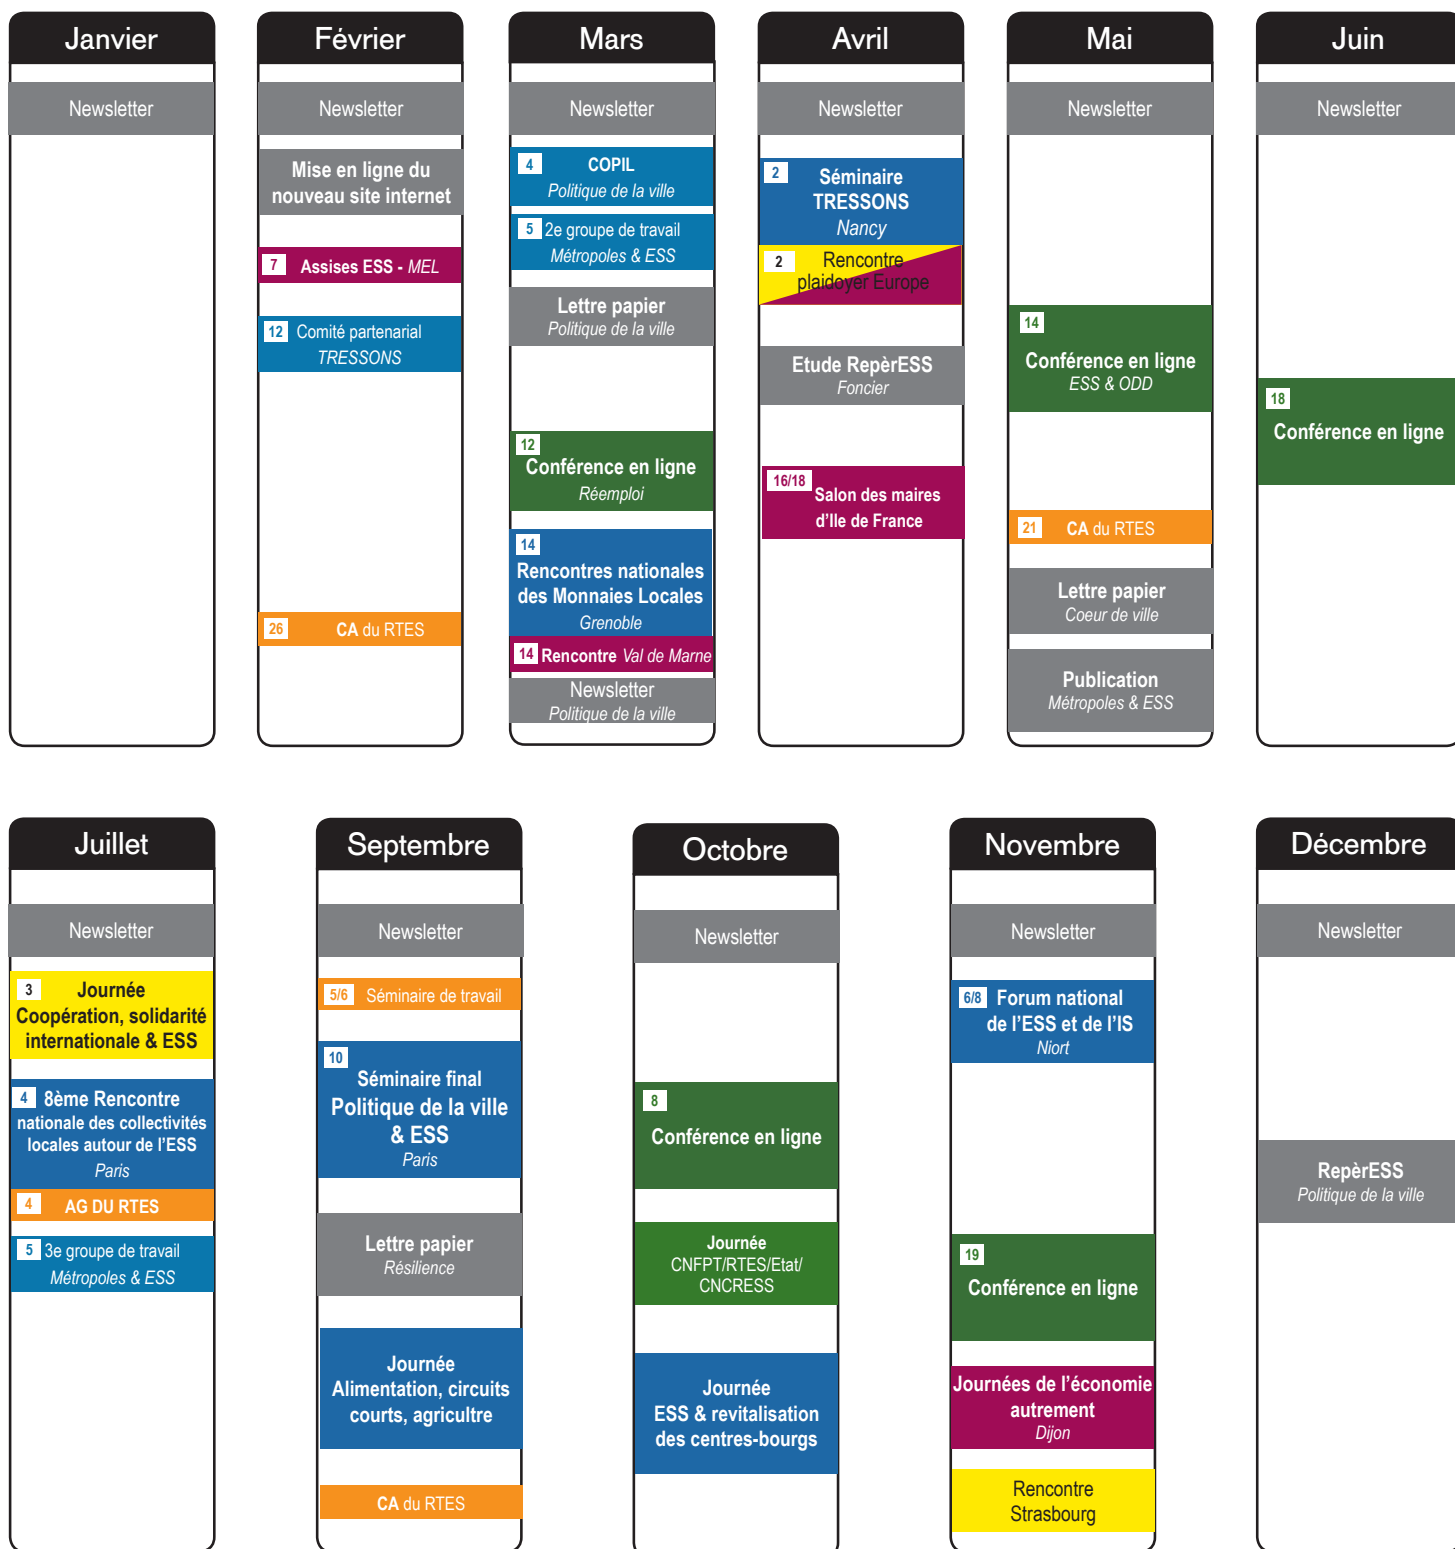 Janvier
Newsletter
Février
Newsletter
Mise en ligne du
nouveau site internet
7 Assises ESS - MEL
12 Comité partenarial
TRESSONS
26 CA du RTES
Mars
Newsletter
4 COPIL
Politique de la ville
5 2e groupe de travail
Métropoles & ESS
Lettre papier
Politique de la ville
12
Conférence en ligne
Réemploi
14
Rencontres nationales
des Monnaies Locales
Grenoble
14 Rencontre Val de Marne
Newsletter
Politique de la ville
Avril
Newsletter
2 Séminaire
TRESSONS
Nancy
2 Rencontre
plaidoyer Europe
Etude RepèrESS
Foncier
16/18 Salon des maires
d'Ile de France
Mai
Newsletter
14
Conférence en ligne
ESS & ODD
21 CA du RTES
Lettre papier
Coeur de ville
Publication
Métropoles & ESS
Juin
Newsletter
18
Conférence en ligne
Juillet
Newsletter
3 Journée
Coopération, solidarité
internationale & ESS
4 8ème Rencontre
nationale des collectivités
locales autour de l'ESS
Paris
4 AG DU RTES
5 3e groupe de travail
Métropoles & ESS
Septembre
Newsletter
5/6 Séminaire de travail
10
Séminaire final
Politique de la ville
& ESS
Paris
Lettre papier
Résilience
Journée
Alimentation, circuits
courts, agricultre
CA du RTES
Octobre
Newsletter
8
Conférence en ligne
Journée
CNFPT/RTES/Etat/
CNCRESS
Journée
ESS & revitalisation
des centres-bourgs
Novembre
Newsletter
6/8 Forum national
de l'ESS et de l'IS
Niort
19
Conférence en ligne
Journées de l'économie
autrement
Dijon
Rencontre
Strasbourg
Décembre
Newsletter
RepèrESS
Politique de la ville